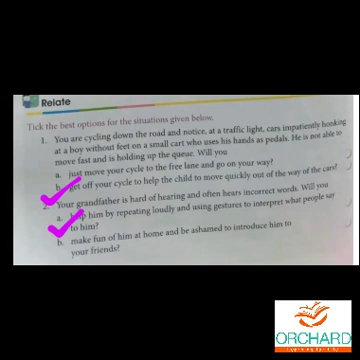 Relate
Tick the best options for the situations given below.
1. You are cycling down the road and notice, at a traffic light, cars impatiently honking
at a boy without feet on a small cart who uses his hands as pedals. He is not able to
move fast and is holding up the queue. Will you
a. just move your cycle to the free lane and go on your way?
b. get off your cycle to help the child to move quickly out of the way of the cars?
2. Your grandfather is hard of hearing and often hears incorrect words. Will you
a. help him by repeating loudly and using gestures to interpret what people say
to him?
b. make fun of him at home and be ashamed to introduce him to
your friends?
ORCHARD